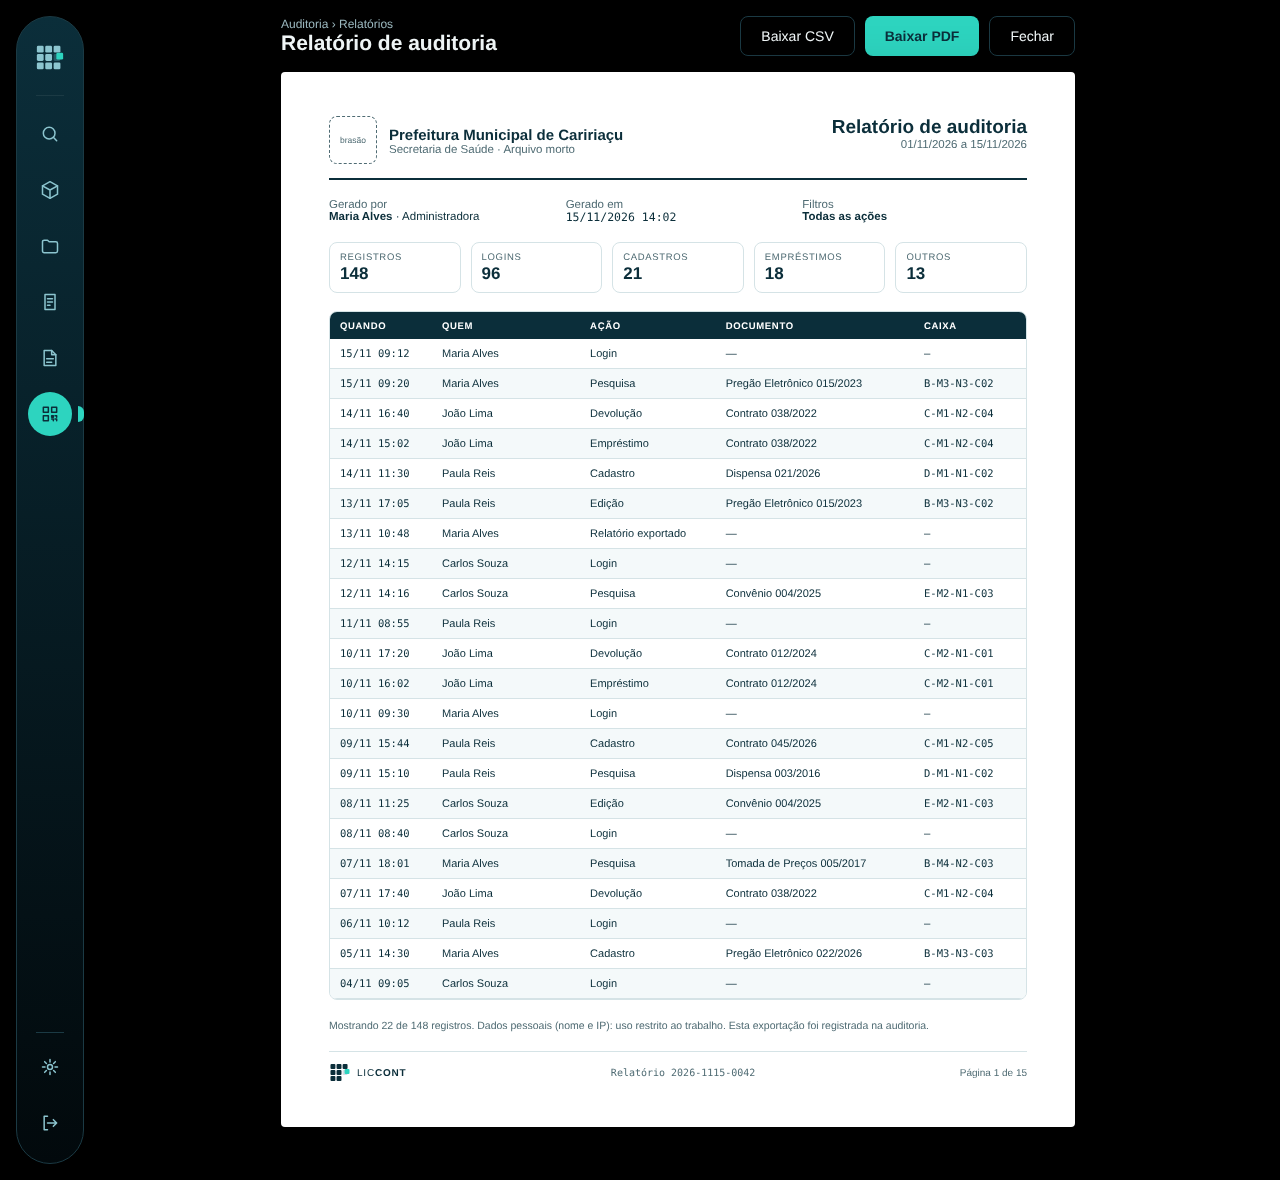 Auditoria › Relatórios
Relatório de auditoria
Baixar CSV
Baixar PDF
Fechar
brasão
Prefeitura Municipal de Caririaçu
Secretaria de Saúde · Arquivo morto
Relatório de auditoria
01/11/2026 a 15/11/2026
Gerado por
Maria Alves · Administradora
Gerado em
15/11/2026 14:02
Filtros
Todas as ações
REGISTROS
148
LOGINS
96
CADASTROS
21
EMPRÉSTIMOS
18
OUTROS
13
QUANDO QUEM AÇÃO DOCUMENTO CAIXA
15/11 09:12 Maria Alves Login — –
15/11 09:20 Maria Alves Pesquisa Pregão Eletrônico 015/2023 B-M3-N3-C02
14/11 16:40 João Lima Devolução Contrato 038/2022 C-M1-N2-C04
14/11 15:02 João Lima Empréstimo Contrato 038/2022 C-M1-N2-C04
14/11 11:30 Paula Reis Cadastro Dispensa 021/2026 D-M1-N1-C02
13/11 17:05 Paula Reis Edição Pregão Eletrônico 015/2023 B-M3-N3-C02
13/11 10:48 Maria Alves Relatório exportado — –
12/11 14:15 Carlos Souza Login — –
12/11 14:16 Carlos Souza Pesquisa Convênio 004/2025 E-M2-N1-C03
11/11 08:55 Paula Reis Login — –
10/11 17:20 João Lima Devolução Contrato 012/2024 C-M2-N1-C01
10/11 16:02 João Lima Empréstimo Contrato 012/2024 C-M2-N1-C01
10/11 09:30 Maria Alves Login — –
09/11 15:44 Paula Reis Cadastro Contrato 045/2026 C-M1-N2-C05
09/11 15:10 Paula Reis Pesquisa Dispensa 003/2016 D-M1-N1-C02
08/11 11:25 Carlos Souza Edição Convênio 004/2025 E-M2-N1-C03
08/11 08:40 Carlos Souza Login — –
07/11 18:01 Maria Alves Pesquisa Tomada de Preços 005/2017 B-M4-N2-C03
07/11 17:40 João Lima Devolução Contrato 038/2022 C-M1-N2-C04
06/11 10:12 Paula Reis Login — –
05/11 14:30 Maria Alves Cadastro Pregão Eletrônico 022/2026 B-M3-N3-C03
04/11 09:05 Carlos Souza Login — –
Mostrando 22 de 148 registros. Dados pessoais (nome e IP): uso restrito ao trabalho. Esta exportação foi registrada na auditoria.
LICCONT
Relatório 2026-1115-0042
Página 1 de 15